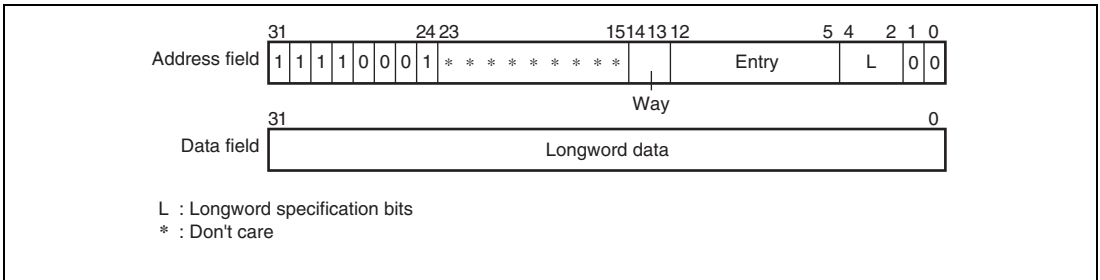 31 24 23 15 14 13 12 5 4 2 1 0
Address field 1 1 1 1 0 0 0 1 * * * * * * * * * Entry L 0 0
Way
31 0
Data field Longword data
L : Longword specification bits
* : Don't care